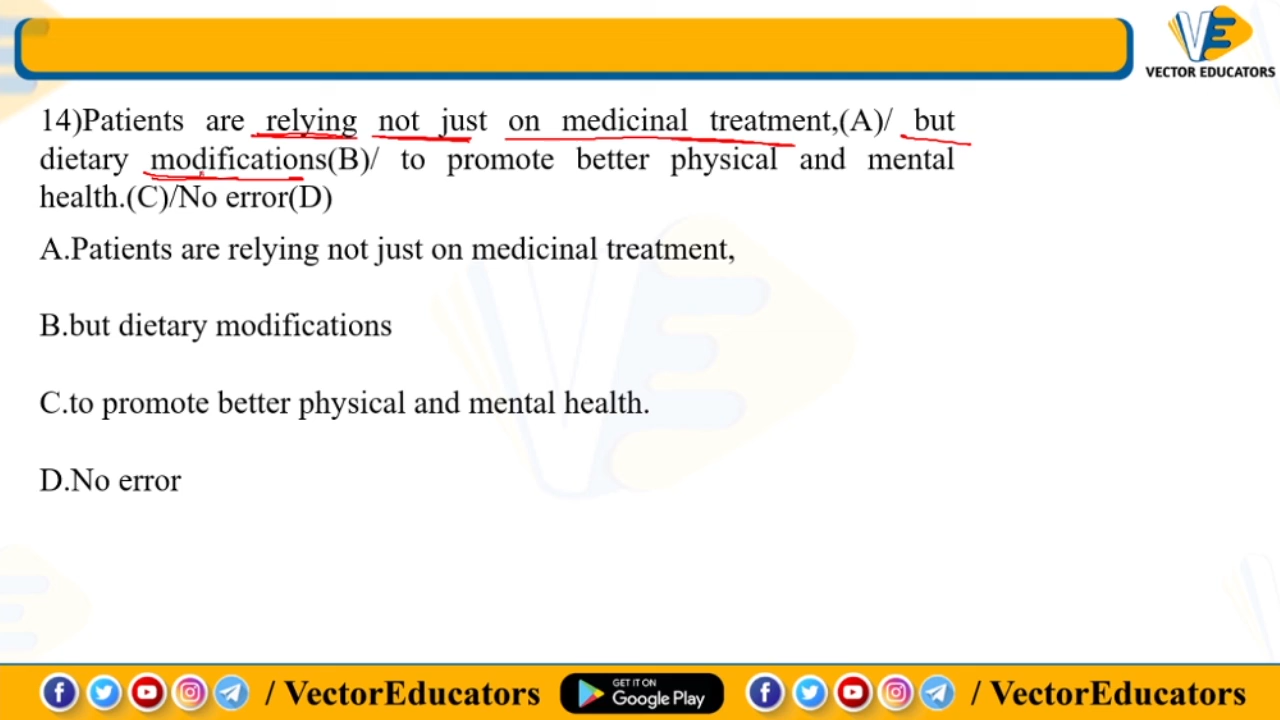 VECTOR EDUCATORS
14)Patients are relying not just on medicinal treatment,(A)/ but
dietary modifications(B)/ to promote better physical and mental
health.(C)/No error(D)
A.Patients are relying not just on medicinal treatment,
B.but dietary modifications
C.to promote better physical and mental health.
D.No error
/ VectorEducators
GET IT ON
Google Play
/ VectorEducators